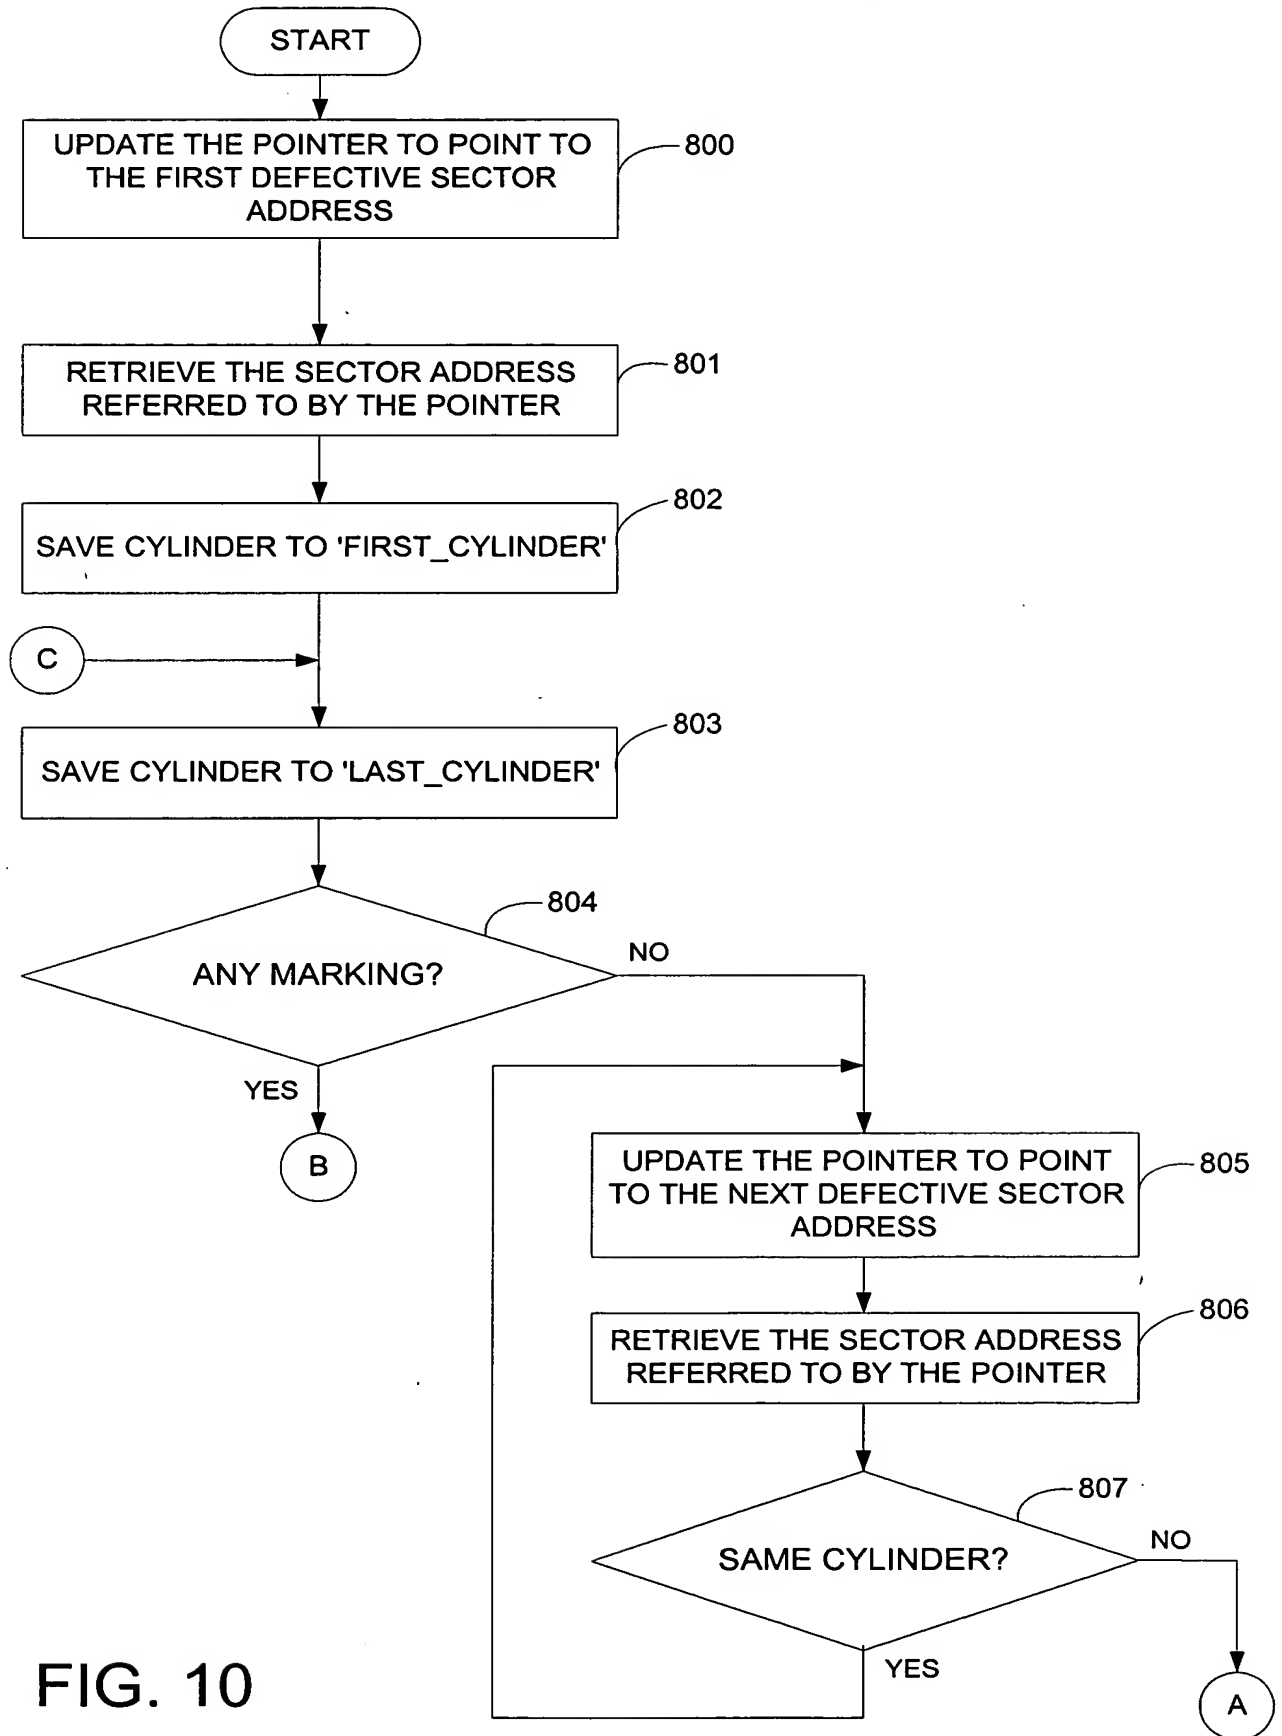 START
UPDATE THE POINTER TO POINT TO
THE FIRST DEFECTIVE SECTOR
ADDRESS
800
RETRIEVE THE SECTOR ADDRESS
REFERRED TO BY THE POINTER
801
SAVE CYLINDER TO 'FIRST_CYLINDER'
802
C
SAVE CYLINDER TO 'LAST_CYLINDER'
803
ANY MARKING?
804
NO
YES
B
UPDATE THE POINTER TO POINT
TO THE NEXT DEFECTIVE SECTOR
ADDRESS
805
RETRIEVE THE SECTOR ADDRESS
REFERRED TO BY THE POINTER
806
SAME CYLINDER?
807
NO
YES
A
FIG. 10